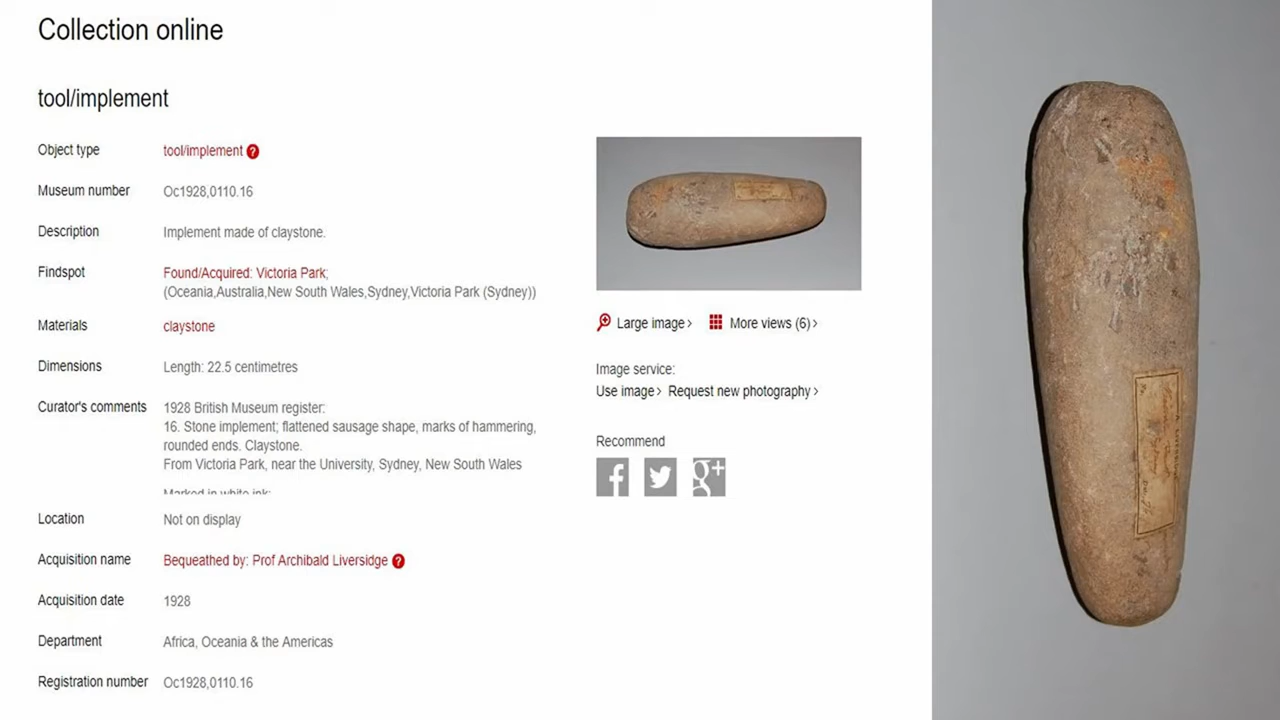 Collection online
tool/implement
Object type tool/implement ?
Museum number Oc1928,0110.16
Description Implement made of claystone.
Findspot Found/Acquired: Victoria Park;
(Oceania,Australia,New South Wales,Sydney,Victoria Park (Sydney))
Materials claystone
Dimensions Length: 22.5 centimetres
Curator's comments 1928 British Museum register:
16. Stone implement; flattened sausage shape, marks of hammering,
rounded ends. Claystone.
From Victoria Park, near the University, Sydney, New South Wales
Marked in white ink:
Location Not on display
Acquisition name Bequeathed by: Prof Archibald Liversidge ?
Acquisition date 1928
Department Africa, Oceania & the Americas
Registration number Oc1928,0110.16
Large image> More views (6)>
Image service:
Use image> Request new photography>
Recommend
f g+